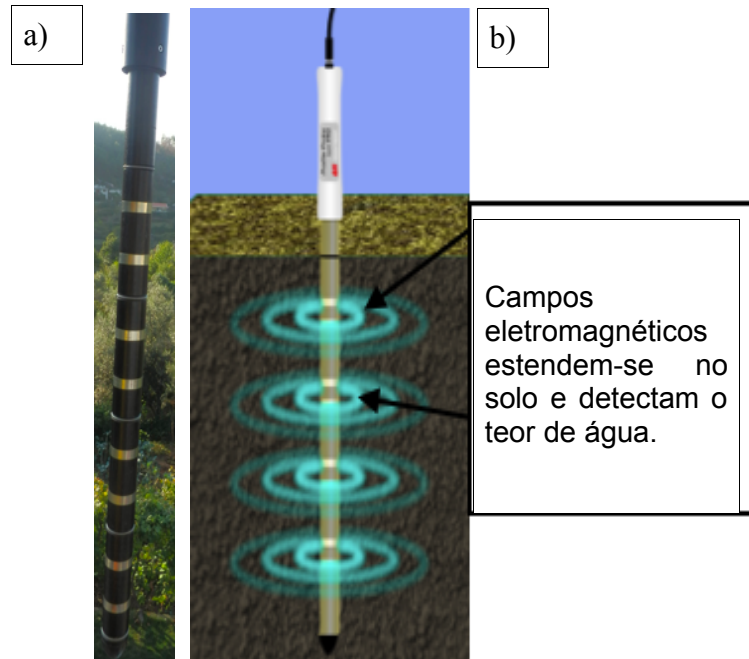 a)
b)
Campos
eletromagnéticos
estendem-se no
solo e detectam o
teor de água.